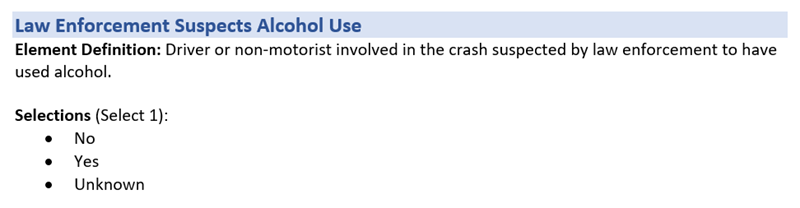 Law Enforcement Suspects Alcohol Use
Element Definition: Driver or non-motorist involved in the crash suspected by law enforcement to have
used alcohol.
Selections (Select 1):
• No
• Yes
• Unknown